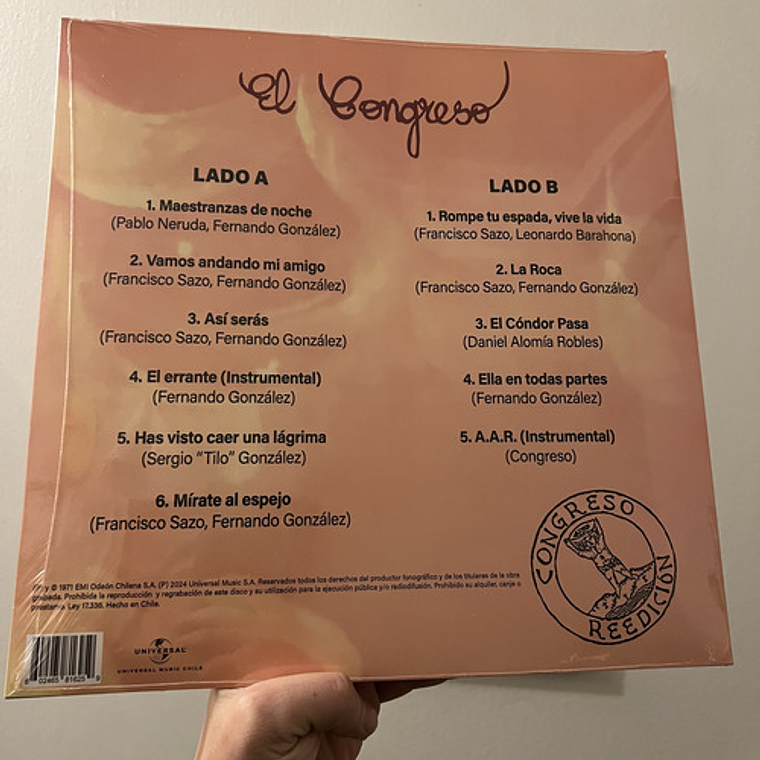 El Congreso
LADO A
1. Maestranzas de noche
(Pablo Neruda, Fernando González)
2. Vamos andando mi amigo
(Francisco Sazo, Fernando González)
3. Así serás
(Francisco Sazo, Fernando González)
4. El errante (Instrumental)
(Fernando González)
5. Has visto caer una lágrima
(Sergio "Tilo" González)
6. Mírate al espejo
(Francisco Sazo, Fernando González)
LADO B
1. Rompe tu espada, vive la vida
(Francisco Sazo, Leonardo Barahona)
2. La Roca
(Francisco Sazo, Fernando González)
3. El Cóndor Pasa
(Daniel Alomía Robles)
4. Ella en todas partes
(Fernando González)
5. A.A.R. (Instrumental)
(Congreso)
CONGRESO
REEDICIÓN
y © 1971 EMI Odeón Chilena S.A. (P) 2024 Universal Music S.A. Reservados todos los derechos del productor fonográfico y de los titulares de la obra
grabada. Prohibida la reproducción y regrabación de este disco y su utilización para la ejecución pública y/o radiodifusión. Prohibido su alquiler, canje o
préstamo. Ley 17.336. Hecho en Chile.
6 02465 81625 9
UNIVERSAL
UNIVERSAL MUSIC CHILE